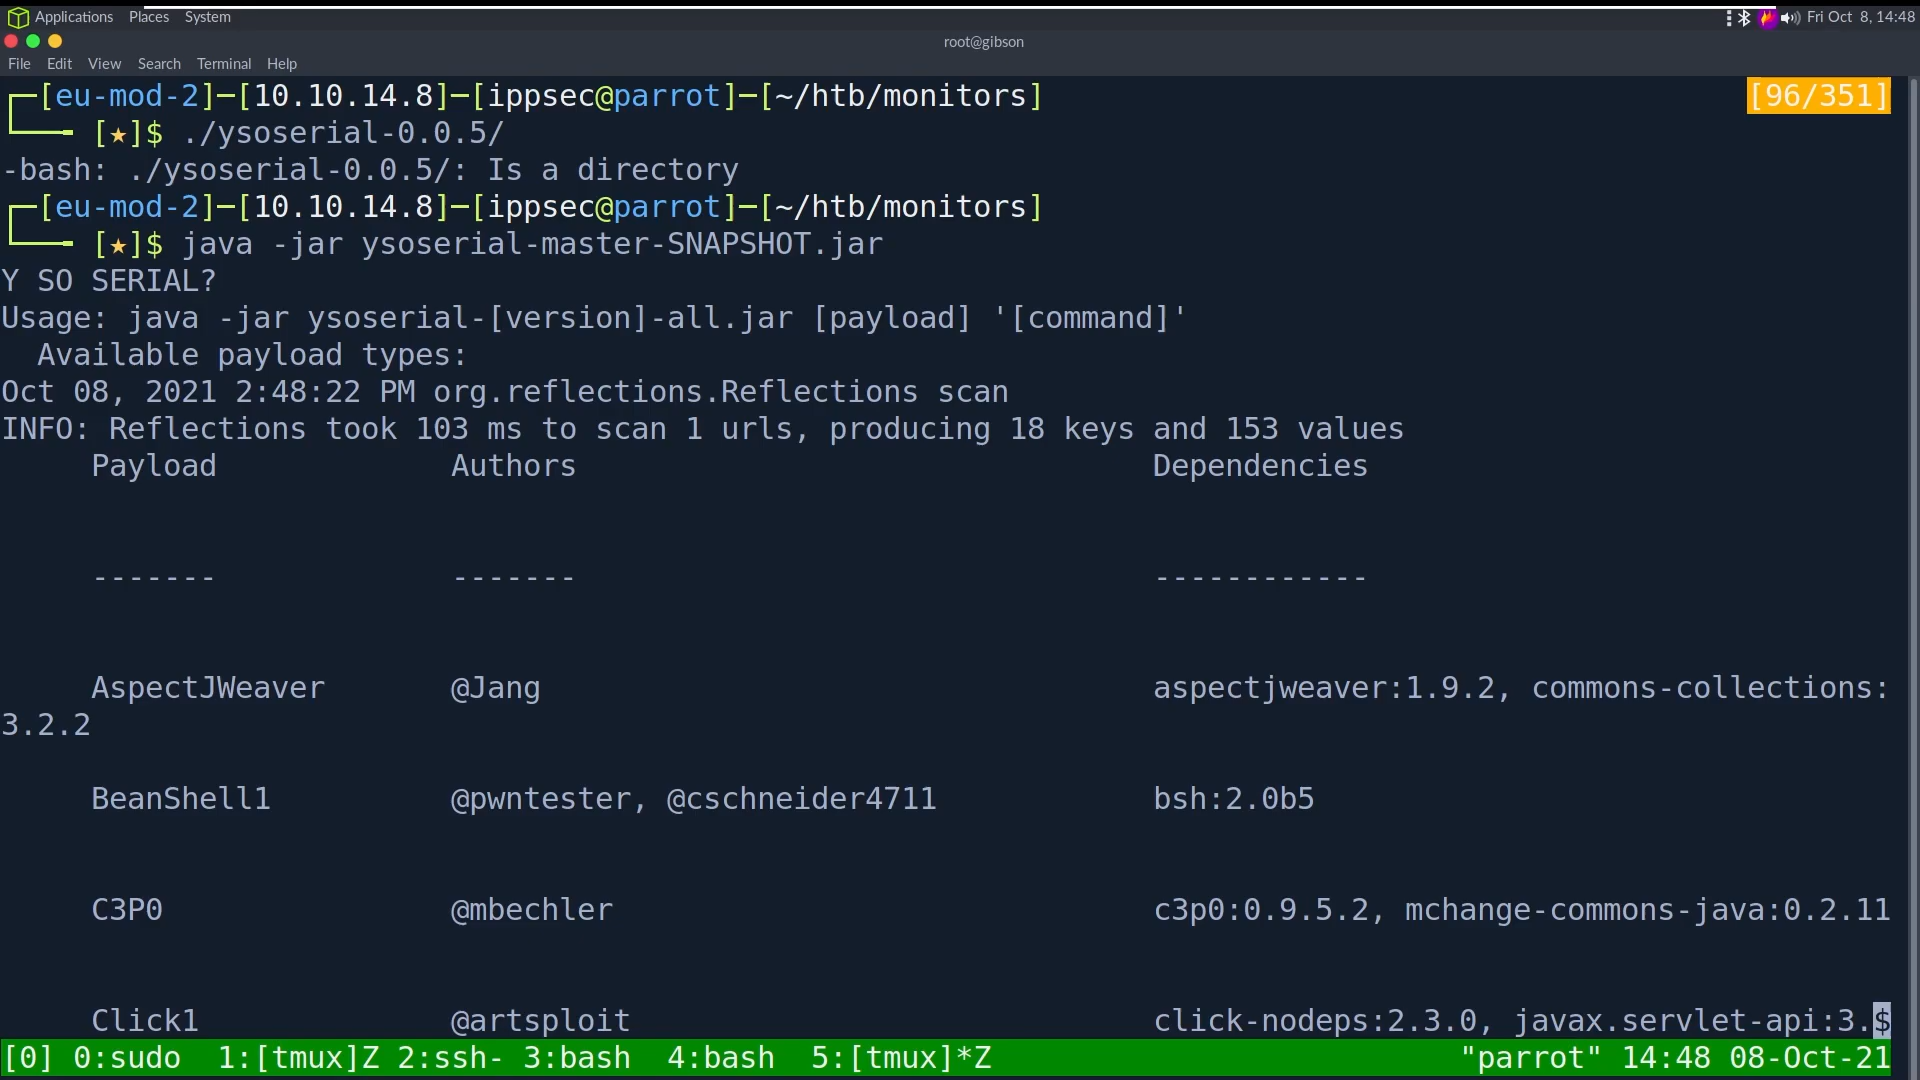 Applications Places System Fri Oct 8, 14:48
root@gibson
File Edit View Search Terminal Help
[eu-mod-2]─[10.10.14.8]─[ippsec@parrot]─[~/htb/monitors] [96/351]
[★]$ ./ysoserial-0.0.5/
-bash: ./ysoserial-0.0.5/: Is a directory
[eu-mod-2]─[10.10.14.8]─[ippsec@parrot]─[~/htb/monitors]
[★]$ java -jar ysoserial-master-SNAPSHOT.jar
Y SO SERIAL?
Usage: java -jar ysoserial-[version]-all.jar [payload] '[command]'
Available payload types:
Oct 08, 2021 2:48:22 PM org.reflections.Reflections scan
INFO: Reflections took 103 ms to scan 1 urls, producing 18 keys and 153 values
Payload Authors Dependencies
------- ------- ------------
AspectJWeaver @Jang aspectjweaver:1.9.2, commons-collections:
3.2.2
BeanShell1 @pwntester, @cschneider4711 bsh:2.0b5
C3P0 @mbechler c3p0:0.9.5.2, mchange-commons-java:0.2.11
Click1 @artsploit click-nodeps:2.3.0, javax.servlet-api:3.$
[0] 0:sudo 1:[tmux]Z 2:ssh- 3:bash 4:bash 5:[tmux]*Z "parrot" 14:48 08-Oct-21